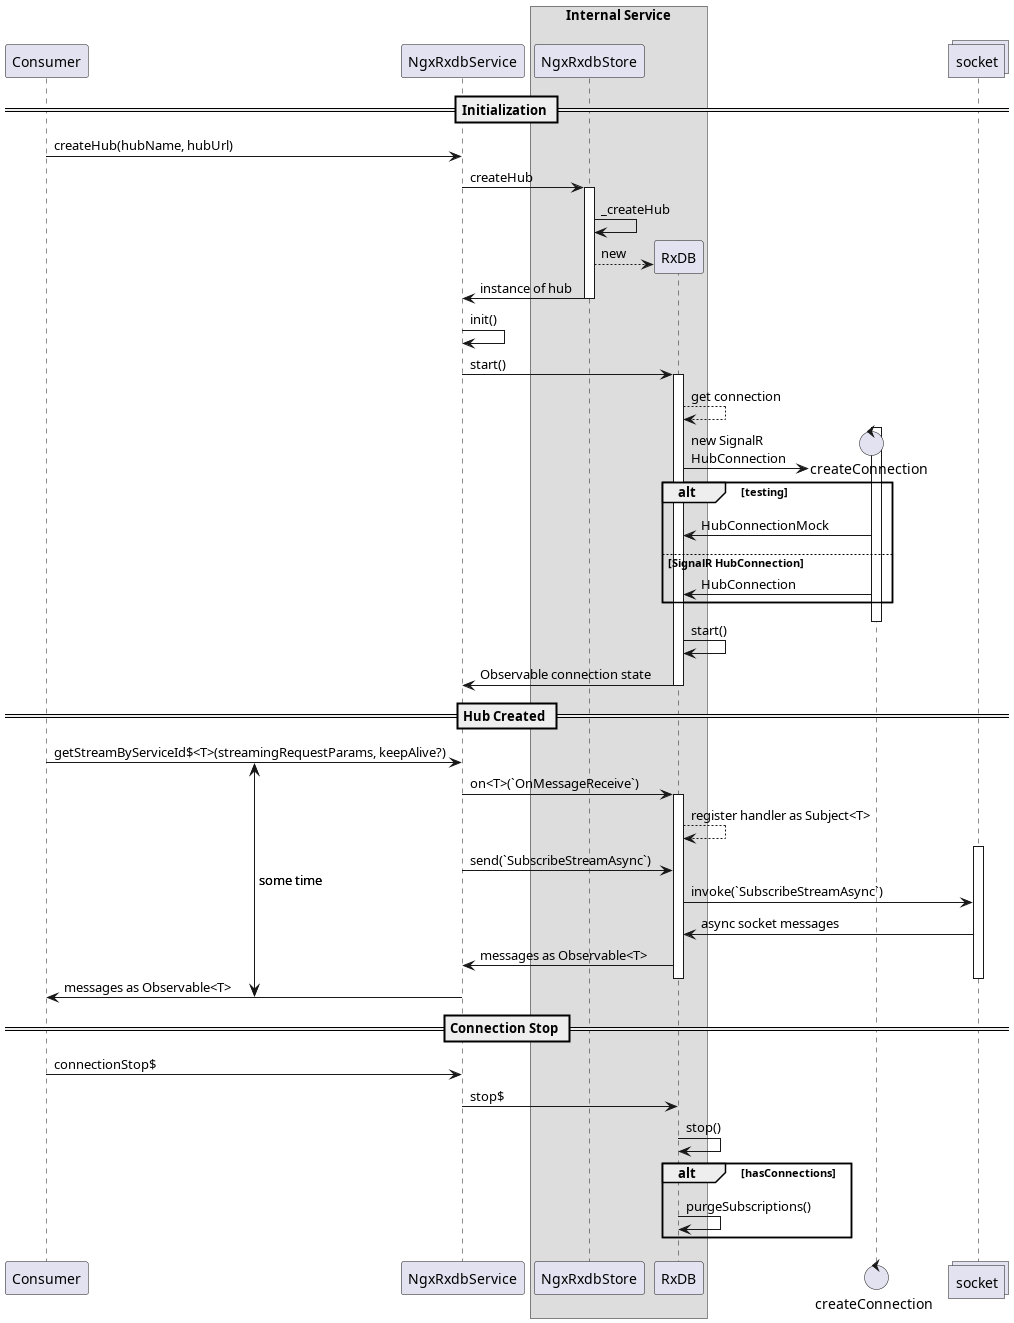 Internal Service
Consumer
NgxRxdbService
NgxRxdbStore
socket
Initialization
createHub(hubName, hubUrl)
createHub
_createHub
new
RxDB
instance of hub
init()
start()
get connection
new SignalR
HubConnection
createConnection
alt
[testing]
HubConnectionMock
[SignalR HubConnection]
HubConnection
start()
Observable connection state
Hub Created
getStreamByServiceId$<T>(streamingRequestParams, keepAlive?)
on<T>(`OnMessageReceive`)
register handler as Subject<T>
send(`SubscribeStreamAsync`)
some time
invoke(`SubscribeStreamAsync`)
async socket messages
messages as Observable<T>
messages as Observable<T>
Connection Stop
connectionStop$
stop$
stop()
alt
[hasConnections]
purgeSubscriptions()
Consumer
NgxRxdbService
NgxRxdbStore
RxDB
createConnection
socket